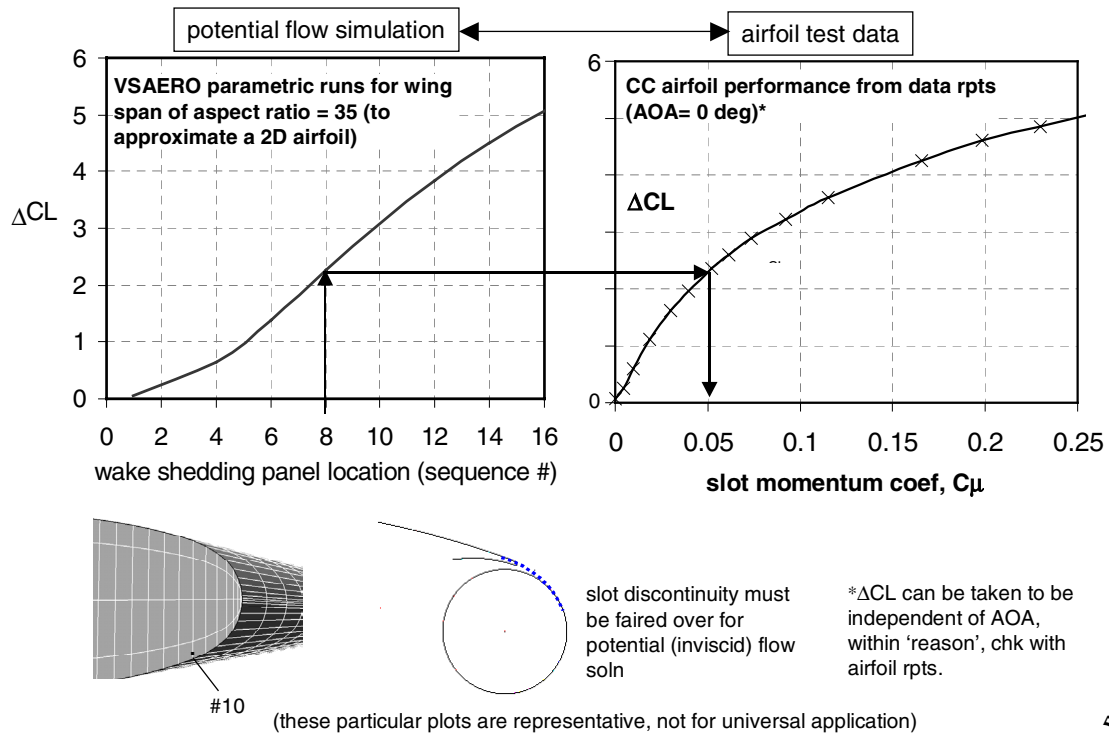 potential flow simulation
airfoil test data
VSAERO parametric runs for wing
span of aspect ratio = 35 (to
approximate a 2D airfoil)
6
5
4
3
2
1
0
ΔCL
0 2 4 6 8 10 12 14 16
wake shedding panel location (sequence #)
CC airfoil performance from data rpts
(AOA= 0 deg)*
6
ΔCL
0
0 0.05 0.1 0.15 0.2 0.25
slot momentum coef, Cμ
#10
slot discontinuity must
be faired over for
potential (inviscid) flow
soln
*ΔCL can be taken to be
independent of AOA,
within ‘reason’, chk with
airfoil rpts.
(these particular plots are representative, not for universal application)